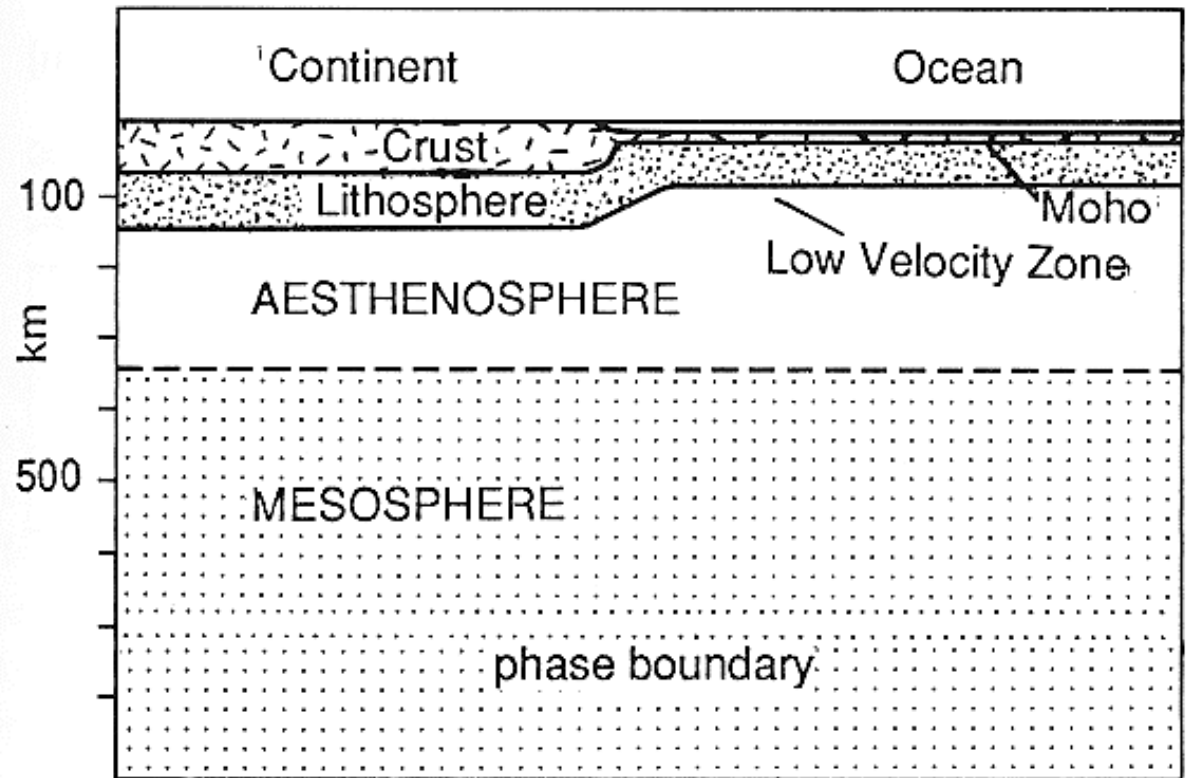 Continent
Ocean
Crust
100
Lithosphere
Moho
Low Velocity Zone
AESTHENOSPHERE
km
500
MESOSPHERE
phase boundary